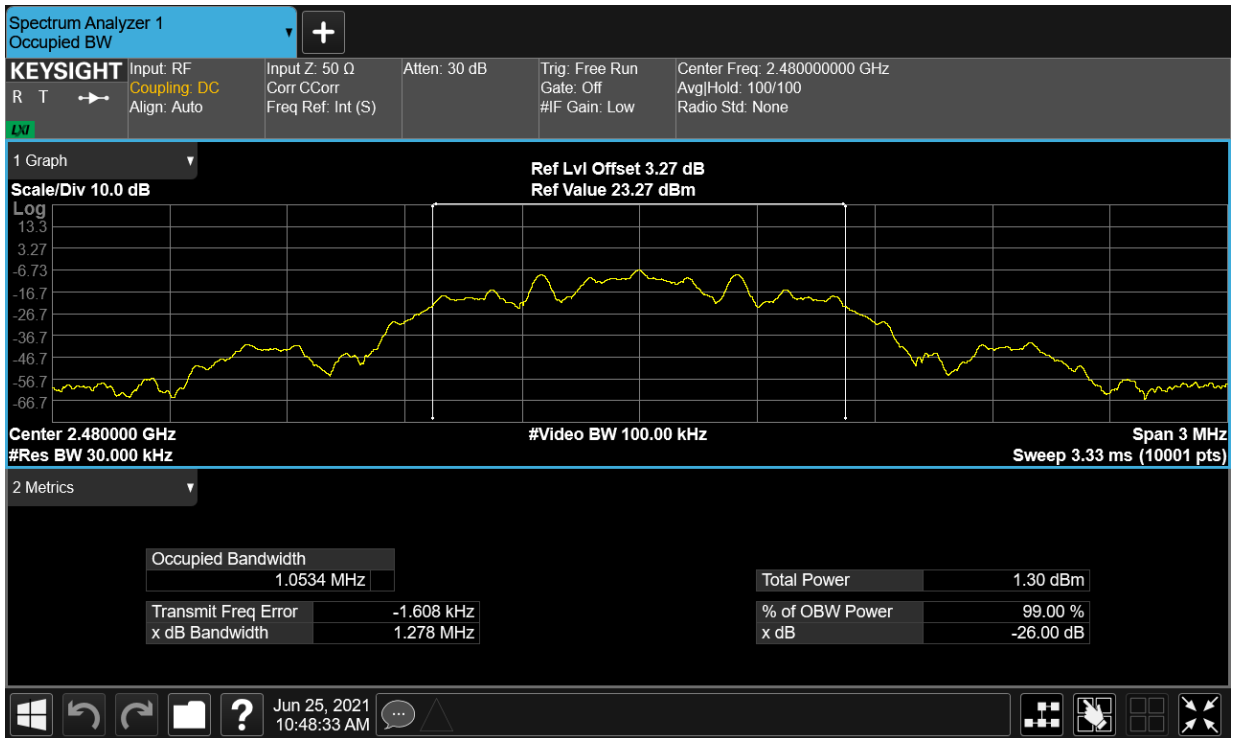 Spectrum Analyzer 1
Occupied BW
KEYSIGHT
R T
LXI
Input: RF
Coupling: DC
Align: Auto
Input Z: 50 Ω
Corr CCorr
Freq Ref: Int (S)
Atten: 30 dB
Trig: Free Run
Gate: Off
#IF Gain: Low
Center Freq: 2.480000000 GHz
Avg|Hold: 100/100
Radio Std: None
1 Graph
Scale/Div 10.0 dB
Ref Lvl Offset 3.27 dB
Ref Value 23.27 dBm
Log
13.3
3.27
-6.73
-16.7
-26.7
-36.7
-46.7
-56.7
-66.7
Center 2.480000 GHz
#Video BW 100.00 kHz
Span 3 MHz
#Res BW 30.000 kHz
Sweep 3.33 ms (10001 pts)
2 Metrics
Occupied Bandwidth
1.0534 MHz
Transmit Freq Error -1.608 kHz
x dB Bandwidth 1.278 MHz
Total Power 1.30 dBm
% of OBW Power 99.00 %
x dB -26.00 dB
?
Jun 25, 2021
10:48:33 AM